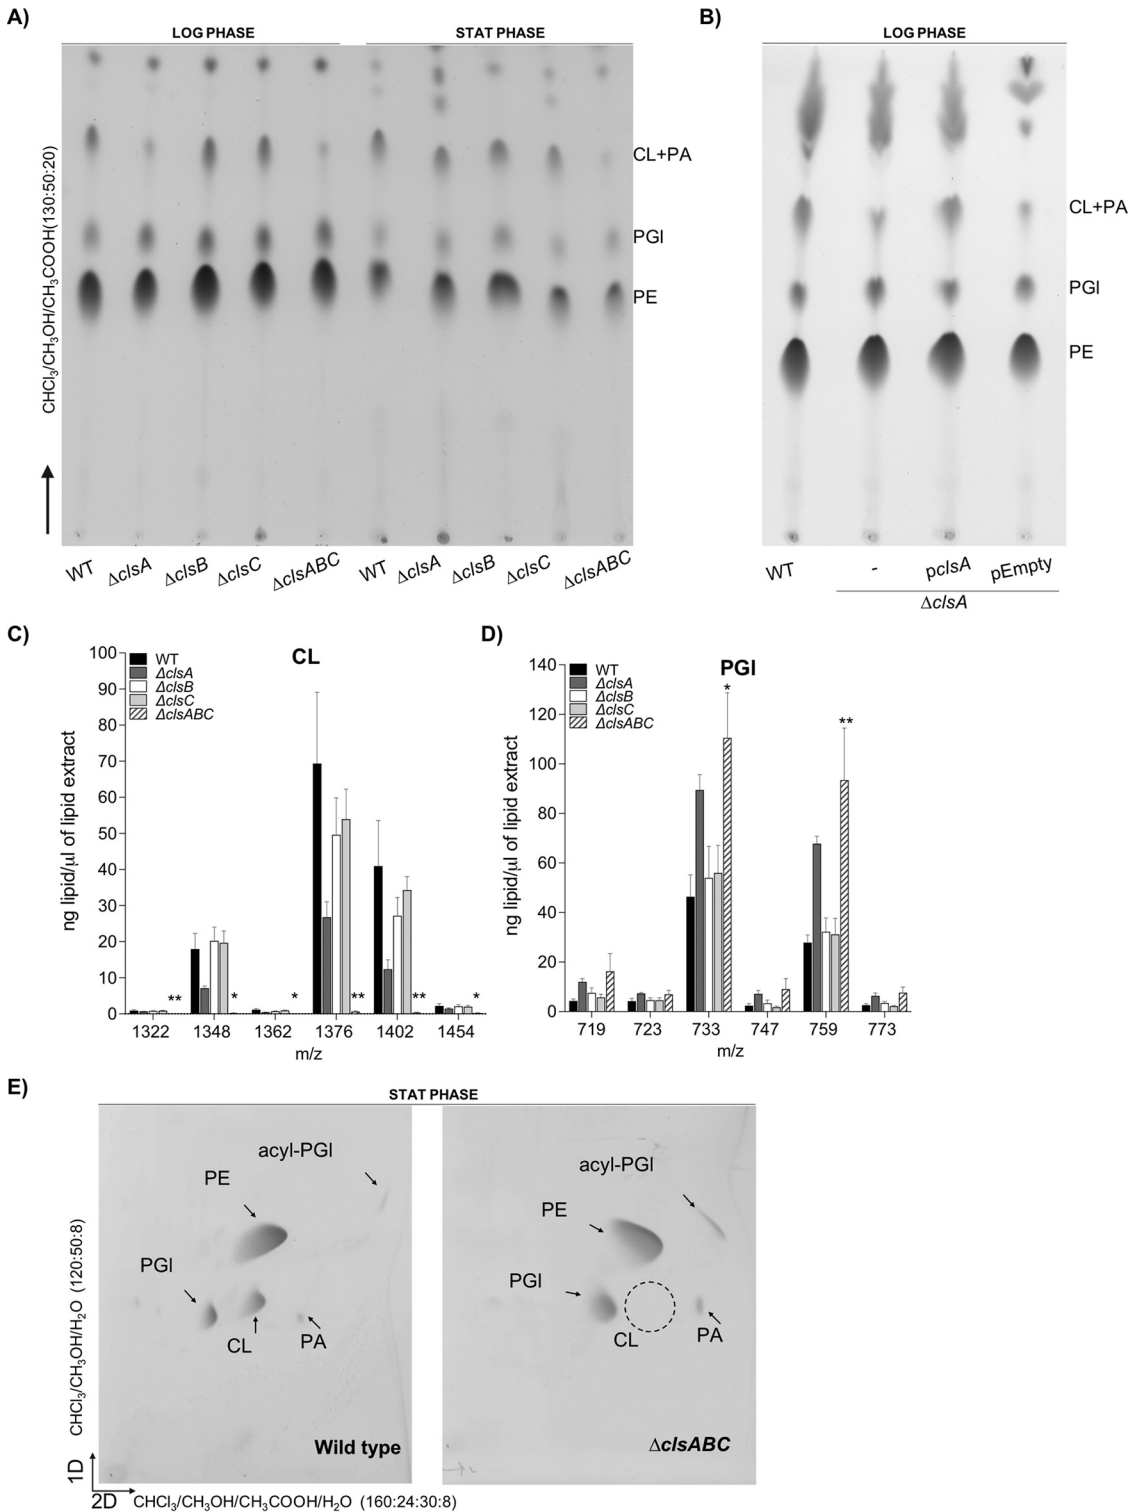 A)
LOG PHASE
STAT PHASE
CHCl3/CH3OH/CH3COOH(130:50:20)
CL+PA
PGl
PE
WT
ΔclsA
ΔclsB
ΔclsC
ΔclsABC
WT
ΔclsA
ΔclsB
ΔclsC
ΔclsABC
B)
LOG PHASE
CL+PA
PGl
PE
WT
-
pclsA
pEmpty
ΔclsA
C)
CL
WT
ΔclsA
ΔclsB
ΔclsC
ΔclsABC
ng lipid/µl of lipid extract
100
90
80
70
60
50
40
30
20
10
0
** * * ** ** *
1322 1348 1362 1376 1402 1454
m/z
D)
PGl
WT
ΔclsA
ΔclsB
ΔclsC
ΔclsABC
ng lipid/µl of lipid extract
140
120
100
80
60
40
20
0
* **
719 723 733 747 759 773
m/z
E)
STAT PHASE
CHCl3/CH3OH/H2O (120:50:8)
1D
acyl-PGl
PE
PGl
CL
PA
Wild type
acyl-PGl
PE
PGl
CL
PA
ΔclsABC
2D CHCl3/CH3OH/CH3COOH/H2O (160:24:30:8)